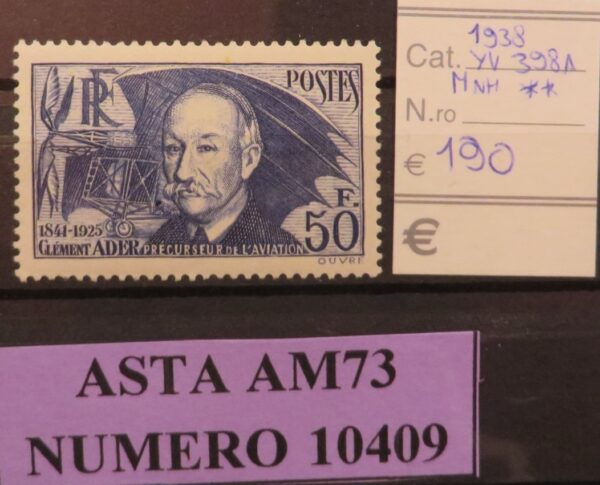 RF
POSTES
50 F.
1841-1925
CLÉMENT ADER PRÉCURSEUR DE L'AVIATION
OUVRÉ
1938
Cat. YV 398A
MNH **
N.ro
€ 190
€
ASTA AM73
NUMERO 10409